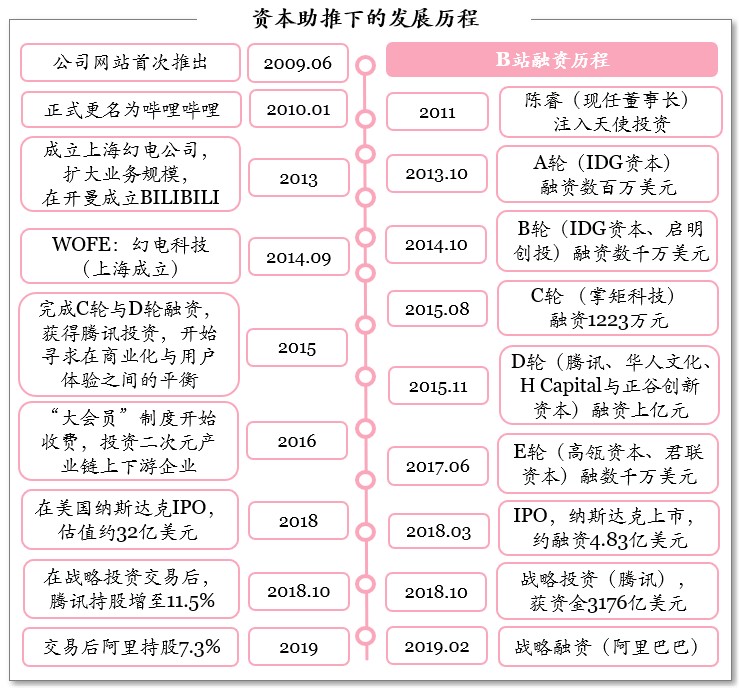 资本助推下的发展历程
公司网站首次推出
2009.06
正式更名为哔哩哔哩
2010.01
成立上海幻电公司，
扩大业务规模，
在开曼成立BILIBILI
2013
WOFE：幻电科技
（上海成立）
2014.09
完成C轮与D轮融资，
获得腾讯投资，开始
寻求在商业化与用户
体验之间的平衡
2015
“大会员”制度开始
收费，投资二次元产
业链上下游企业
2016
在美国纳斯达克IPO，
估值约32亿美元
2018
在战略投资交易后，
腾讯持股增至11.5%
2018.10
交易后阿里持股7.3%
2019
B站融资历程
2011
陈睿（现任董事长）
注入天使投资
2013.10
A轮（IDG资本）
融资数百万美元
2014.10
B轮（IDG资本、启明
创投）融资数千万美元
2015.08
C轮 （掌矩科技）
融资1223万元
2015.11
D轮（腾讯、华人文化、
H Capital与正谷创新
资本）融资上亿元
2017.06
E轮（高瓴资本、君联
资本）融数千万美元
2018.03
IPO，纳斯达克上市，
约融资4.83亿美元
2018.10
战略投资（腾讯），
获资金3176亿美元
2019.02
战略融资（阿里巴巴）